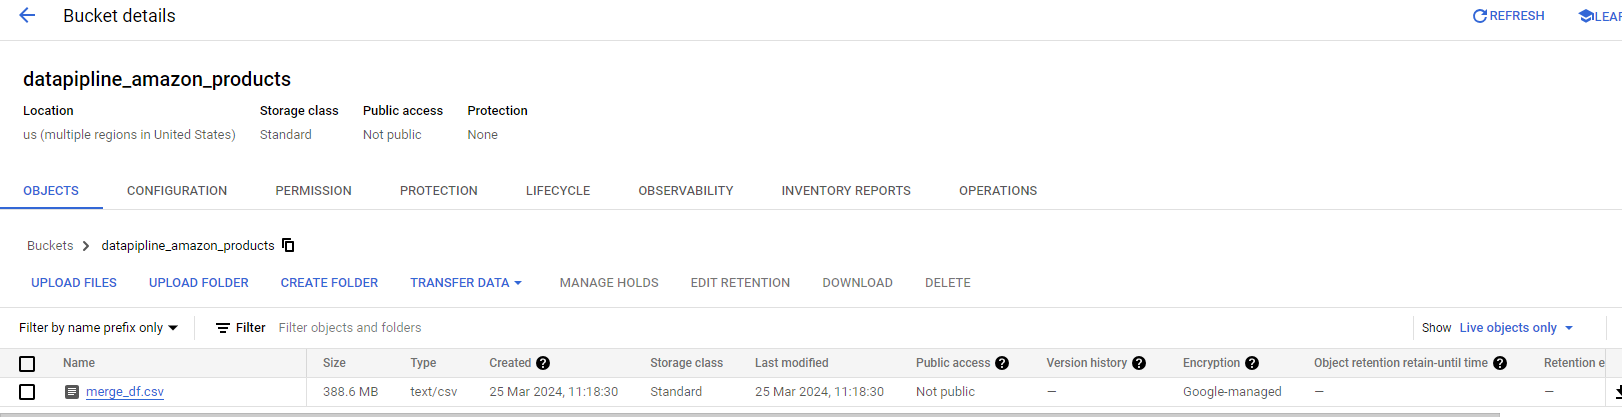 Bucket details REFRESH LEAR
datapipline_amazon_products
Location Storage class Public access Protection
us (multiple regions in United States) Standard Not public None
OBJECTS CONFIGURATION PERMISSION PROTECTION LIFECYCLE OBSERVABILITY INVENTORY REPORTS OPERATIONS
Buckets > datapipline_amazon_products
UPLOAD FILES UPLOAD FOLDER CREATE FOLDER TRANSFER DATA MANAGE HOLDS EDIT RETENTION DOWNLOAD DELETE
Filter by name prefix only Filter Filter objects and folders Show Live objects only
Name Size Type Created ? Storage class Last modified Public access ? Version history ? Encryption ? Object retention retain-until time ? Retention e
merge_df.csv 388.6 MB text/csv 25 Mar 2024, 11:18:30 Standard 25 Mar 2024, 11:18:30 Not public — Google-managed — —